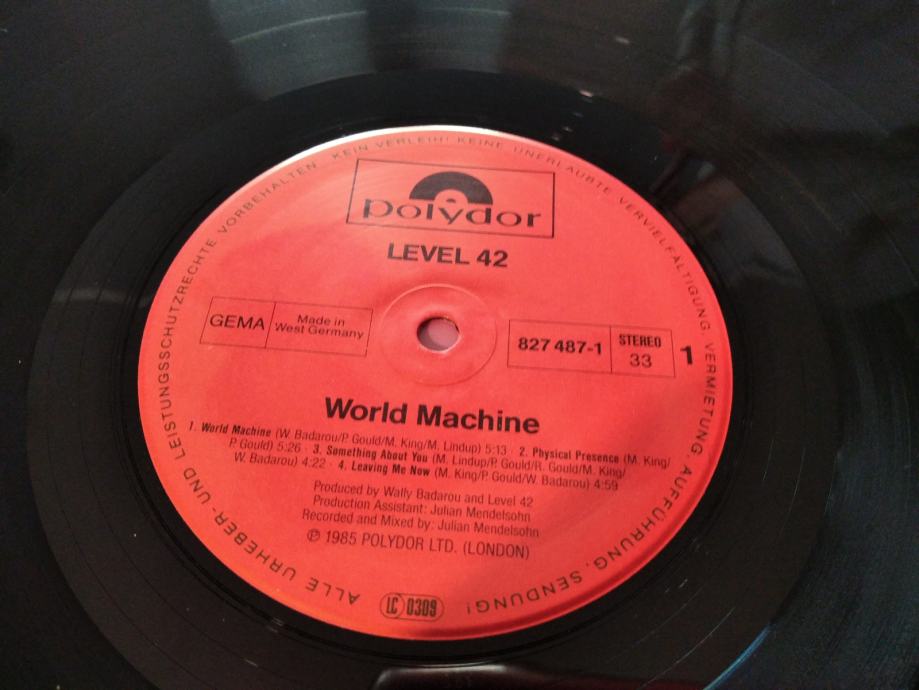 ALLE URHEBER- UND LEISTUNGSSCHUTZRECHTE VORBEHALTEN. KEIN VERLEIH! KEINE UNERLAUBTE VERVIELFÄLTIGUNG, VERMIETUNG, AUFFÜHRUNG, SENDUNG!
polydor
LEVEL 42
GEMA
Made in
West Germany
827 487-1
STEREO
33
1
World Machine
1. World Machine (W. Badarou/P. Gould/M. King/M. Lindup) 5:13 · 2. Physical Presence (M. King/
P. Gould) 5:26 · 3. Something About You (M. Lindup/P. Gould/R. Gould/M. King/
W. Badarou) 4:22 · 4. Leaving Me Now (M. King/P. Gould/W. Badarou) 4:59
Produced by Wally Badarou and Level 42
Production Assistant: Julian Mendelsohn
Recorded and Mixed by: Julian Mendelsohn
℗ 1985 POLYDOR LTD. (LONDON)
LC 0309